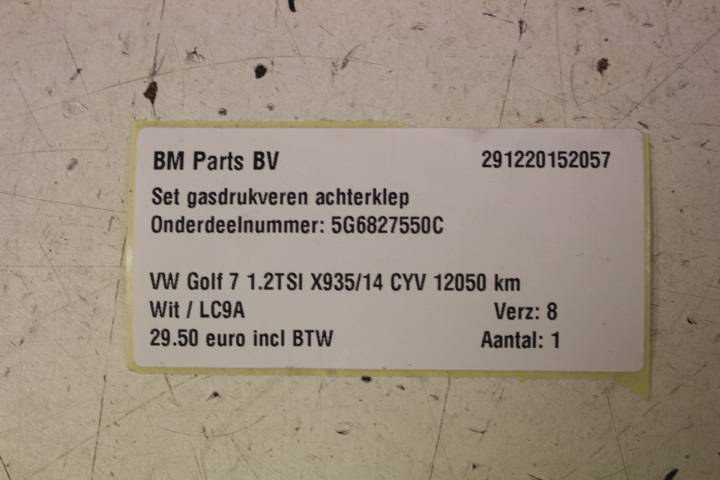 BM Parts BV 291220152057
Set gasdrukveren achterklep
Onderdeelnummer: 5G6827550C
VW Golf 7 1.2TSI X935/14 CYV 12050 km
Wit / LC9A Verz: 8
29.50 euro incl BTW Aantal: 1